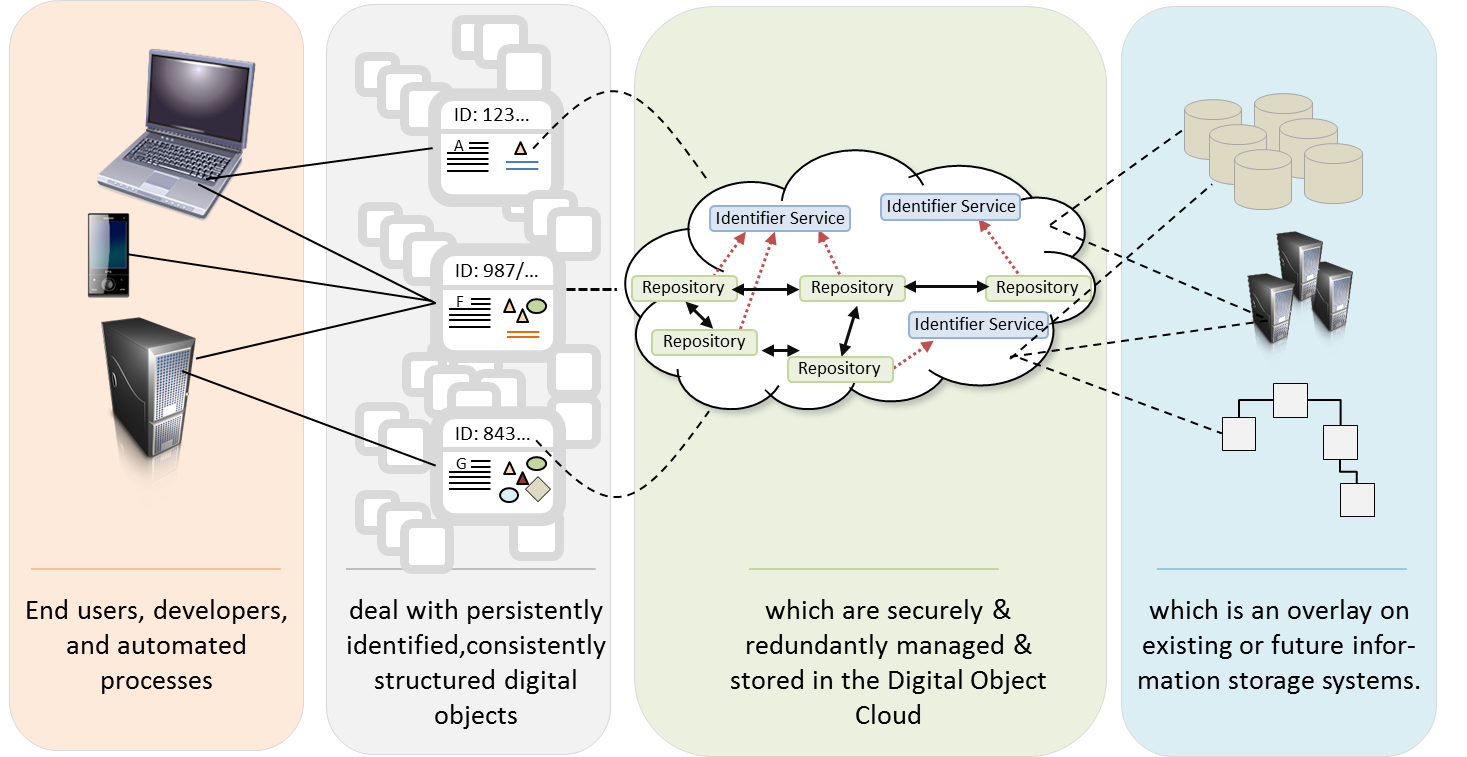 ID: 123...
A
ID: 987/...
F
ID: 843...
G
Identifier Service
Identifier Service
Repository
Repository
Repository
Identifier Service
Repository
Repository
End users, developers,
and automated
processes
deal with persistently
identified,consistently
structured digital
objects
which are securely &
redundantly managed &
stored in the Digital Object
Cloud
which is an overlay on
existing or future infor-
mation storage systems.